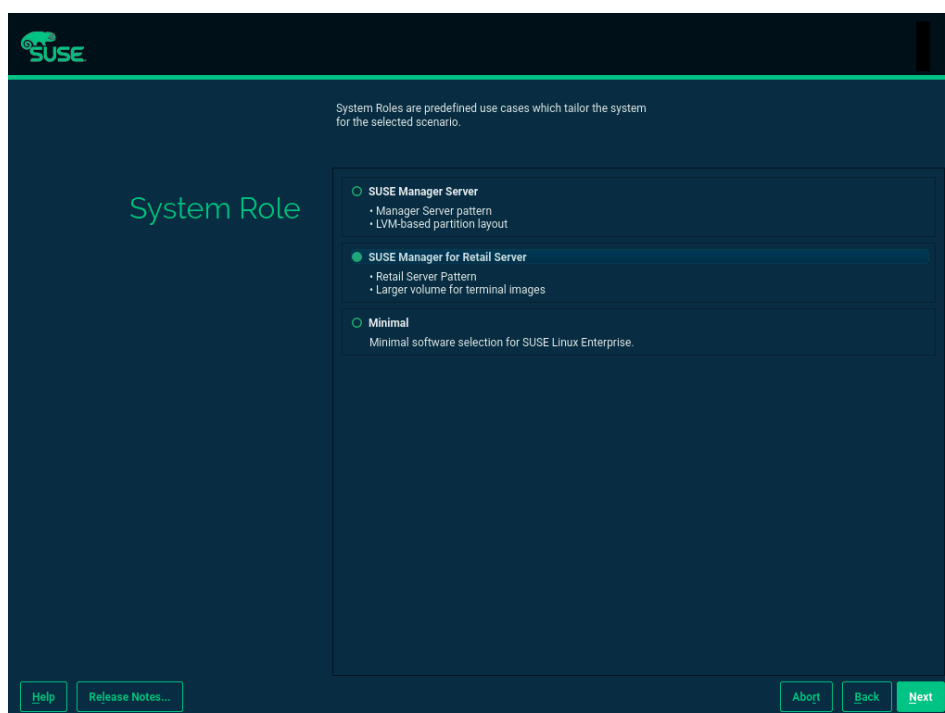 SUSE
System Roles are predefined use cases which tailor the system
for the selected scenario.
System Role
SUSE Manager Server
• Manager Server pattern
• LVM-based partition layout
SUSE Manager for Retail Server
• Retail Server Pattern
• Larger volume for terminal images
Minimal
Minimal software selection for SUSE Linux Enterprise.
Help
Release Notes...
Abort
Back
Next